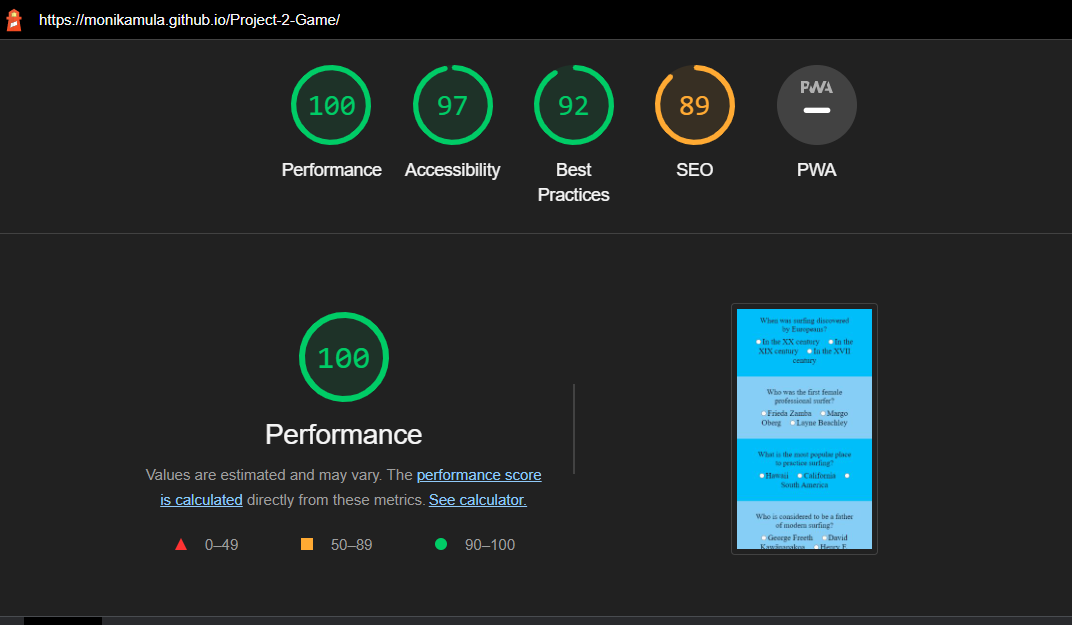 https://monikamula.github.io/Project-2-Game/
100
97
92
89
PWA
Performance
Accessibility
Best
Practices
SEO
PWA
100
Performance
Values are estimated and may vary. The performance score
is calculated directly from these metrics. See calculator.
0–49
50–89
90–100
When was surfing discovered
by Europeans?
In the XX century In the
XIX century In the XVII
century
Who was the first female
professional surfer?
Frieda Zamba Margo
Oberg Layne Beachley
What is the most popular place
to practice surfing?
Hawaii California
South America
Who is considered to be a father
of modern surfing?
George Freeth David
Henry E.